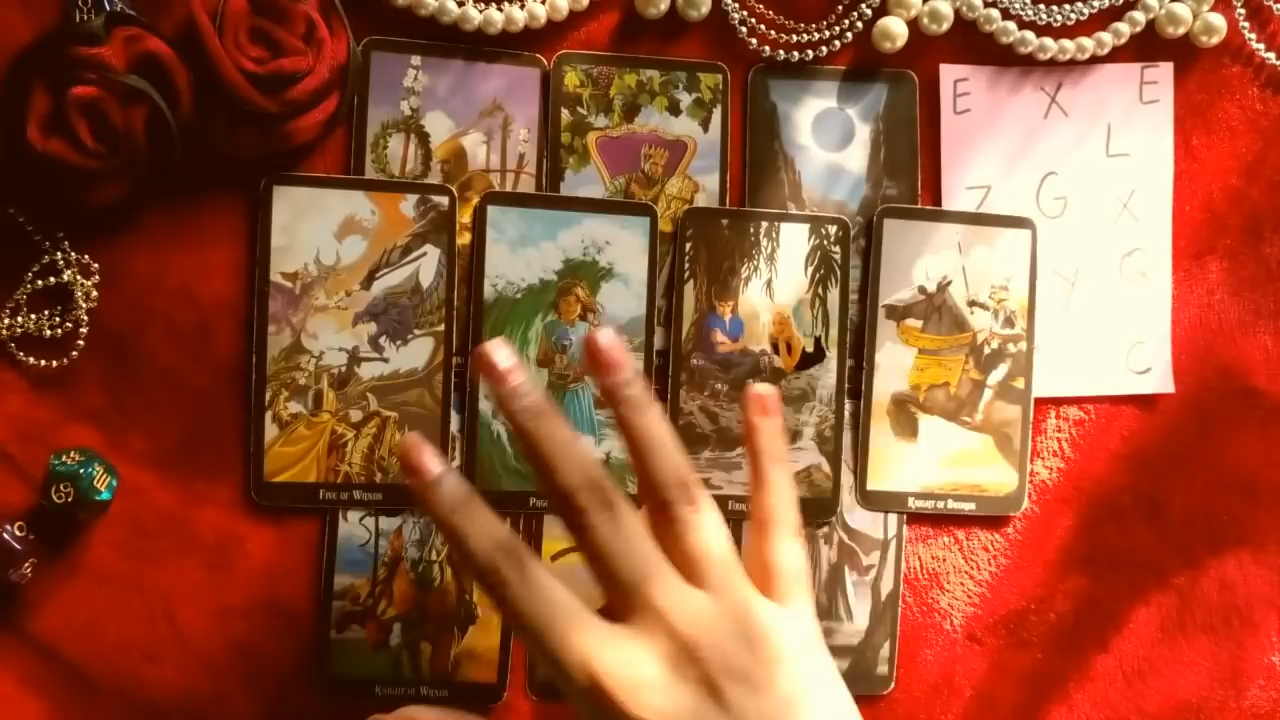 E X E
L
Z G X
Y G
C
FIVE OF WANDS
KNIGHT OF SWORDS
KNIGHT OF WANDS